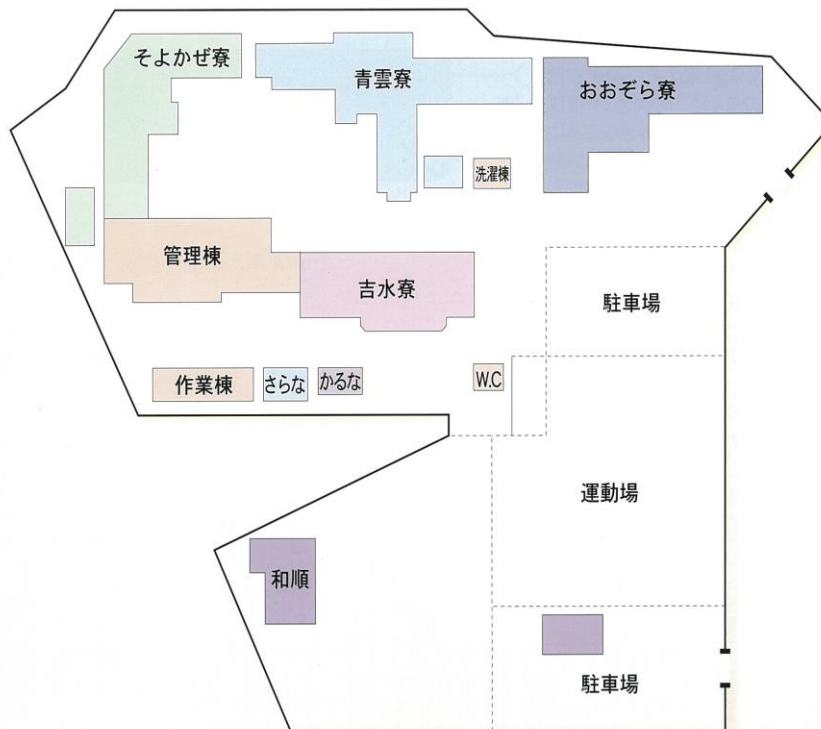 そよかぜ寮
青雲寮
おおぞら寮
洗濯棟
管理棟
吉水寮
駐車場
作業棟
さらな
かるな
W.C
運動場
和順
駐車場